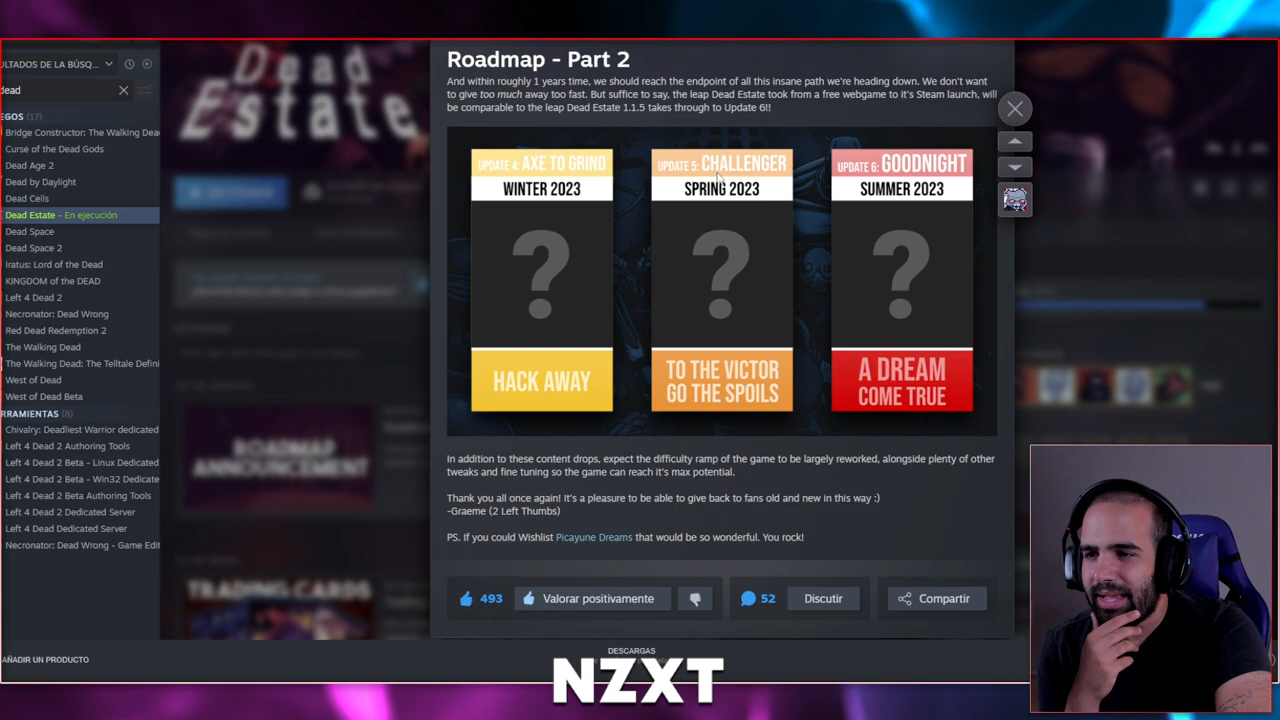 Dead
Estate
ULTADOS DE LA BÚSQ...
dead
EGOS (17)
Bridge Constructor: The Walking Dea
Curse of the Dead Gods
Dead Age 2
Dead by Daylight
Dead Cells
Dead Estate - En ejecución
Dead Space
Dead Space 2
Iratus: Lord of the Dead
KINGDOM of the DEAD
Left 4 Dead 2
Necronator: Dead Wrong
Red Dead Redemption 2
The Walking Dead
The Walking Dead: The Telltale Defini
West of Dead
West of Dead Beta
RRAMIENTAS (8)
Chivalry: Deadliest Warrior dedicated
Left 4 Dead 2 Authoring Tools
Left 4 Dead 2 Beta - Linux Dedicated
Left 4 Dead 2 Beta - Win32 Dedicate
Left 4 Dead 2 Beta Authoring Tools
Left 4 Dead 2 Dedicated Server
Left 4 Dead Dedicated Server
Necronator: Dead Wrong - Game Edit
AÑADIR UN PRODUCTO
ROADMAP
ANNOUNCEMENT
TRADING CARDS
Roadmap - Part 2
And within roughly 1 years time, we should reach the endpoint of all this insane path we're heading down. We don't want
to give too much away too fast. But suffice to say, the leap Dead Estate took from a free webgame to it's Steam launch, will
be comparable to the leap Dead Estate 1.1.5 takes through to Update 6!!
UPDATE 4: AXE TO GRIND
WINTER 2023
?
HACK AWAY
UPDATE 5: CHALLENGER
SPRING 2023
?
TO THE VICTOR
GO THE SPOILS
UPDATE 6: GOODNIGHT
SUMMER 2023
?
A DREAM
COME TRUE
In addition to these content drops, expect the difficulty ramp of the game to be largely reworked, alongside plenty of other
tweaks and fine tuning so the game can reach it's max potential.
Thank you all once again! It's a pleasure to be able to give back to fans old and new in this way :)
-Graeme (2 Left Thumbs)
PS. If you could Wishlist Picayune Dreams that would be so wonderful. You rock!
493 Valorar positivamente 52 Discutir Compartir
DESCARGAS
NZXT